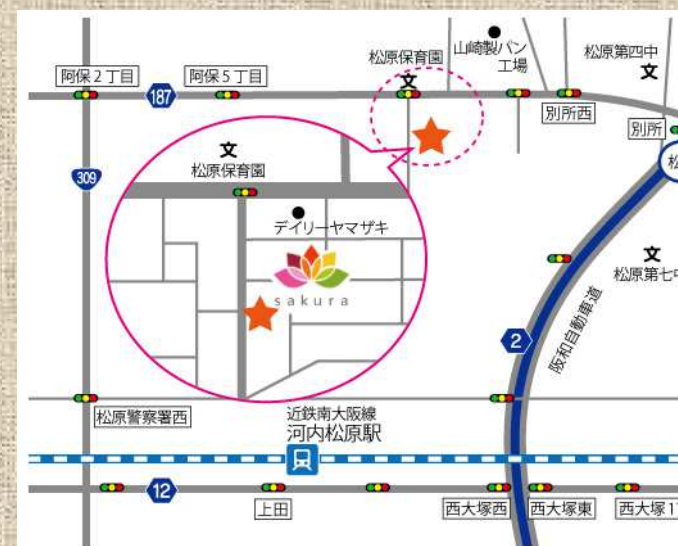 松原保育園
山崎製パン
工場
松原第四中
文
文
阿保2丁目
阿保5丁目
187
別所西
別所
文
松原保育園
309
デイリーヤマザキ
sakura
文
松原第七中
阪和自動車道
2
松原警察署西
近鉄南大阪線
河内松原駅
12
上田
西大塚西
西大塚東
西大塚1